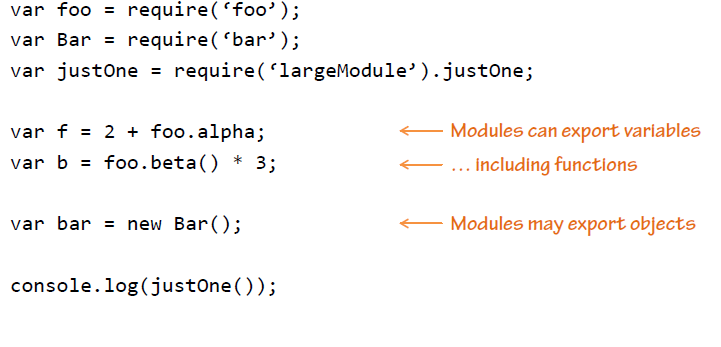 var foo = require(‘foo’);
var Bar = require(‘bar’);
var justOne = require(‘largeModule’).justOne;
var f = 2 + foo.alpha; Modules can export variables
var b = foo.beta() * 3; … including functions
var bar = new Bar(); Modules may export objects
console.log(justOne());